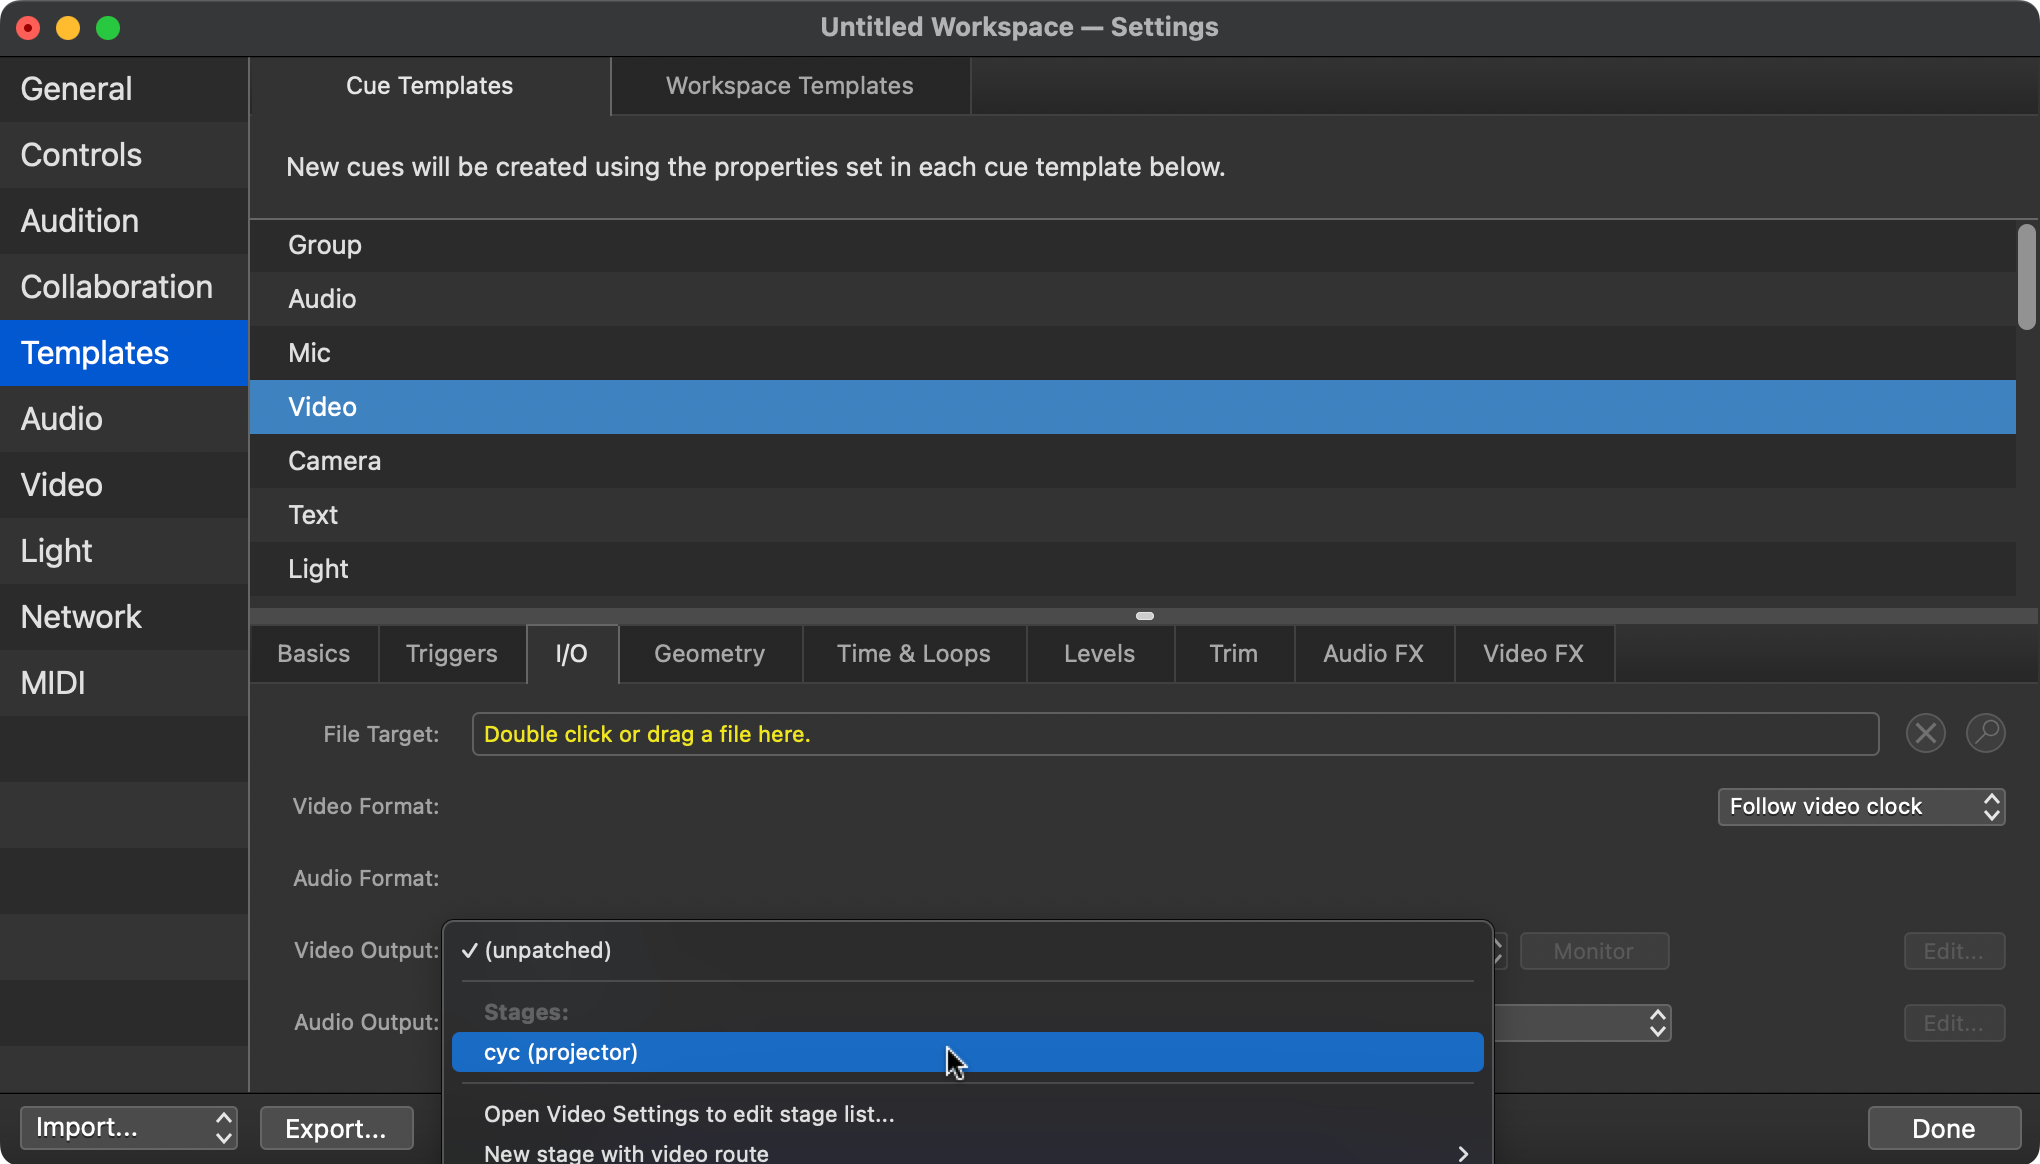 Untitled Workspace — Settings
General
Controls
Audition
Collaboration
Templates
Audio
Video
Light
Network
MIDI
Cue Templates
Workspace Templates
New cues will be created using the properties set in each cue template below.
Group
Audio
Mic
Video
Camera
Text
Light
Basics
Triggers
I/O
Geometry
Time & Loops
Levels
Trim
Audio FX
Video FX
File Target:
Double click or drag a file here.
Video Format:
Follow video clock
Audio Format:
Video Output:
✓ (unpatched)
Monitor
Edit...
Stages:
Audio Output:
Edit...
cyc (projector)
Open Video Settings to edit stage list...
New stage with video route
Import...
Export...
Done